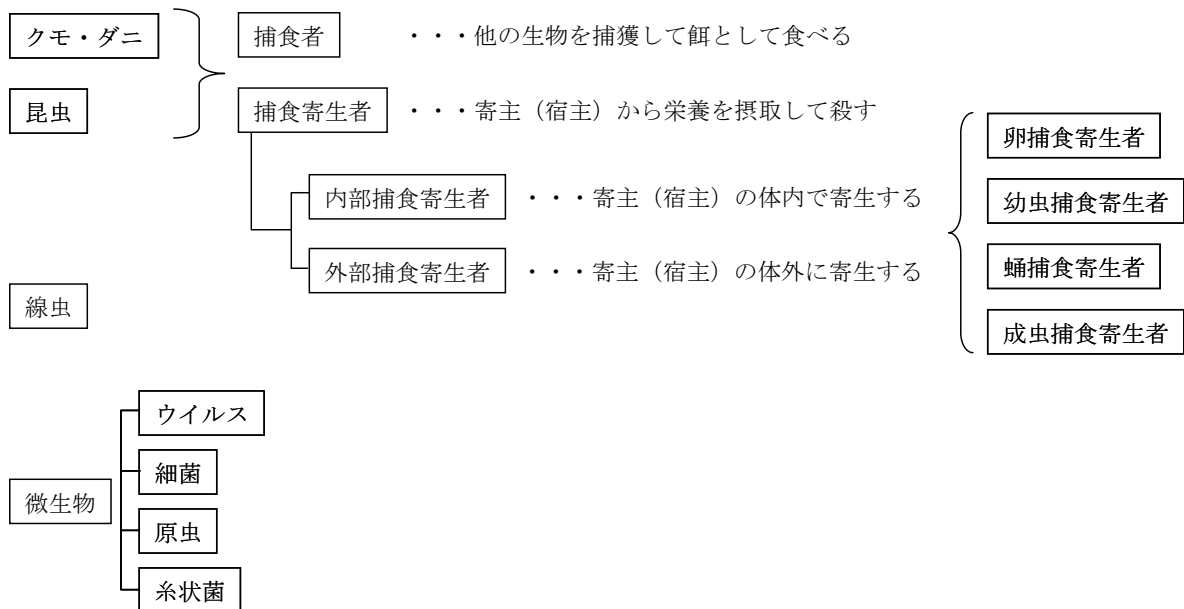 クモ・ダニ
捕食者 ・・・他の生物を捕獲して餌として食べる
昆虫
捕食寄生者 ・・・寄主（宿主）から栄養を摂取して殺す
内部捕食寄生者 ・・・寄主（宿主）の体内で寄生する
外部捕食寄生者 ・・・寄主（宿主）の体外に寄生する
卵捕食寄生者
幼虫捕食寄生者
蛹捕食寄生者
成虫捕食寄生者
線虫
微生物
ウイルス
細菌
原虫
糸状菌